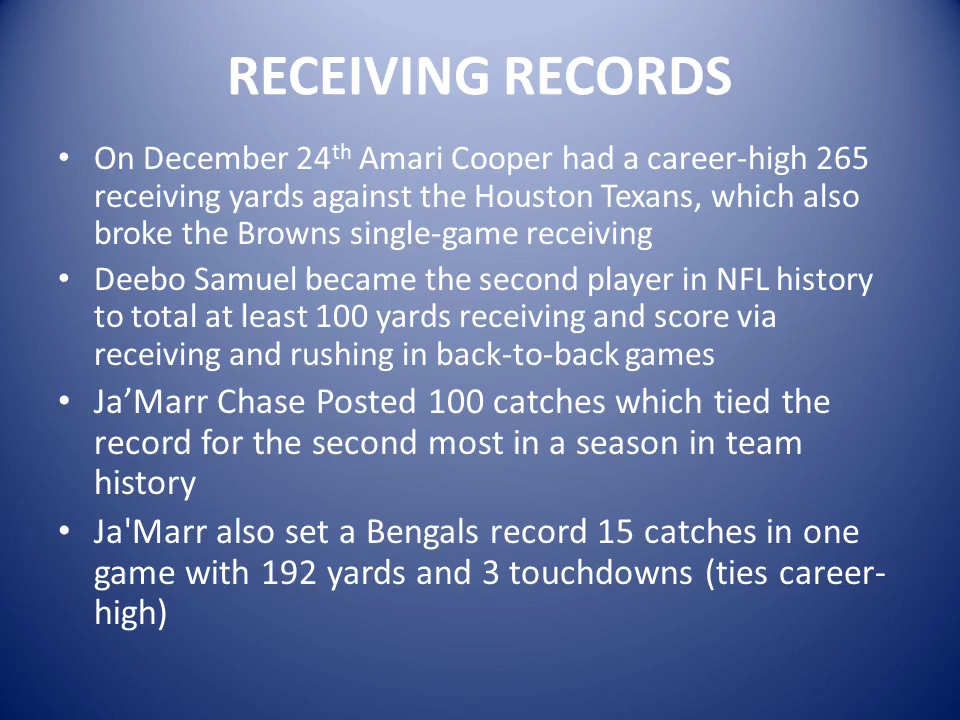 RECEIVING RECORDS
• On December 24th Amari Cooper had a career-high 265
receiving yards against the Houston Texans, which also
broke the Browns single-game receiving
• Deebo Samuel became the second player in NFL history
to total at least 100 yards receiving and score via
receiving and rushing in back-to-back games
• Ja’Marr Chase Posted 100 catches which tied the
record for the second most in a season in team
history
• Ja'Marr also set a Bengals record 15 catches in one
game with 192 yards and 3 touchdowns (ties career-
high)